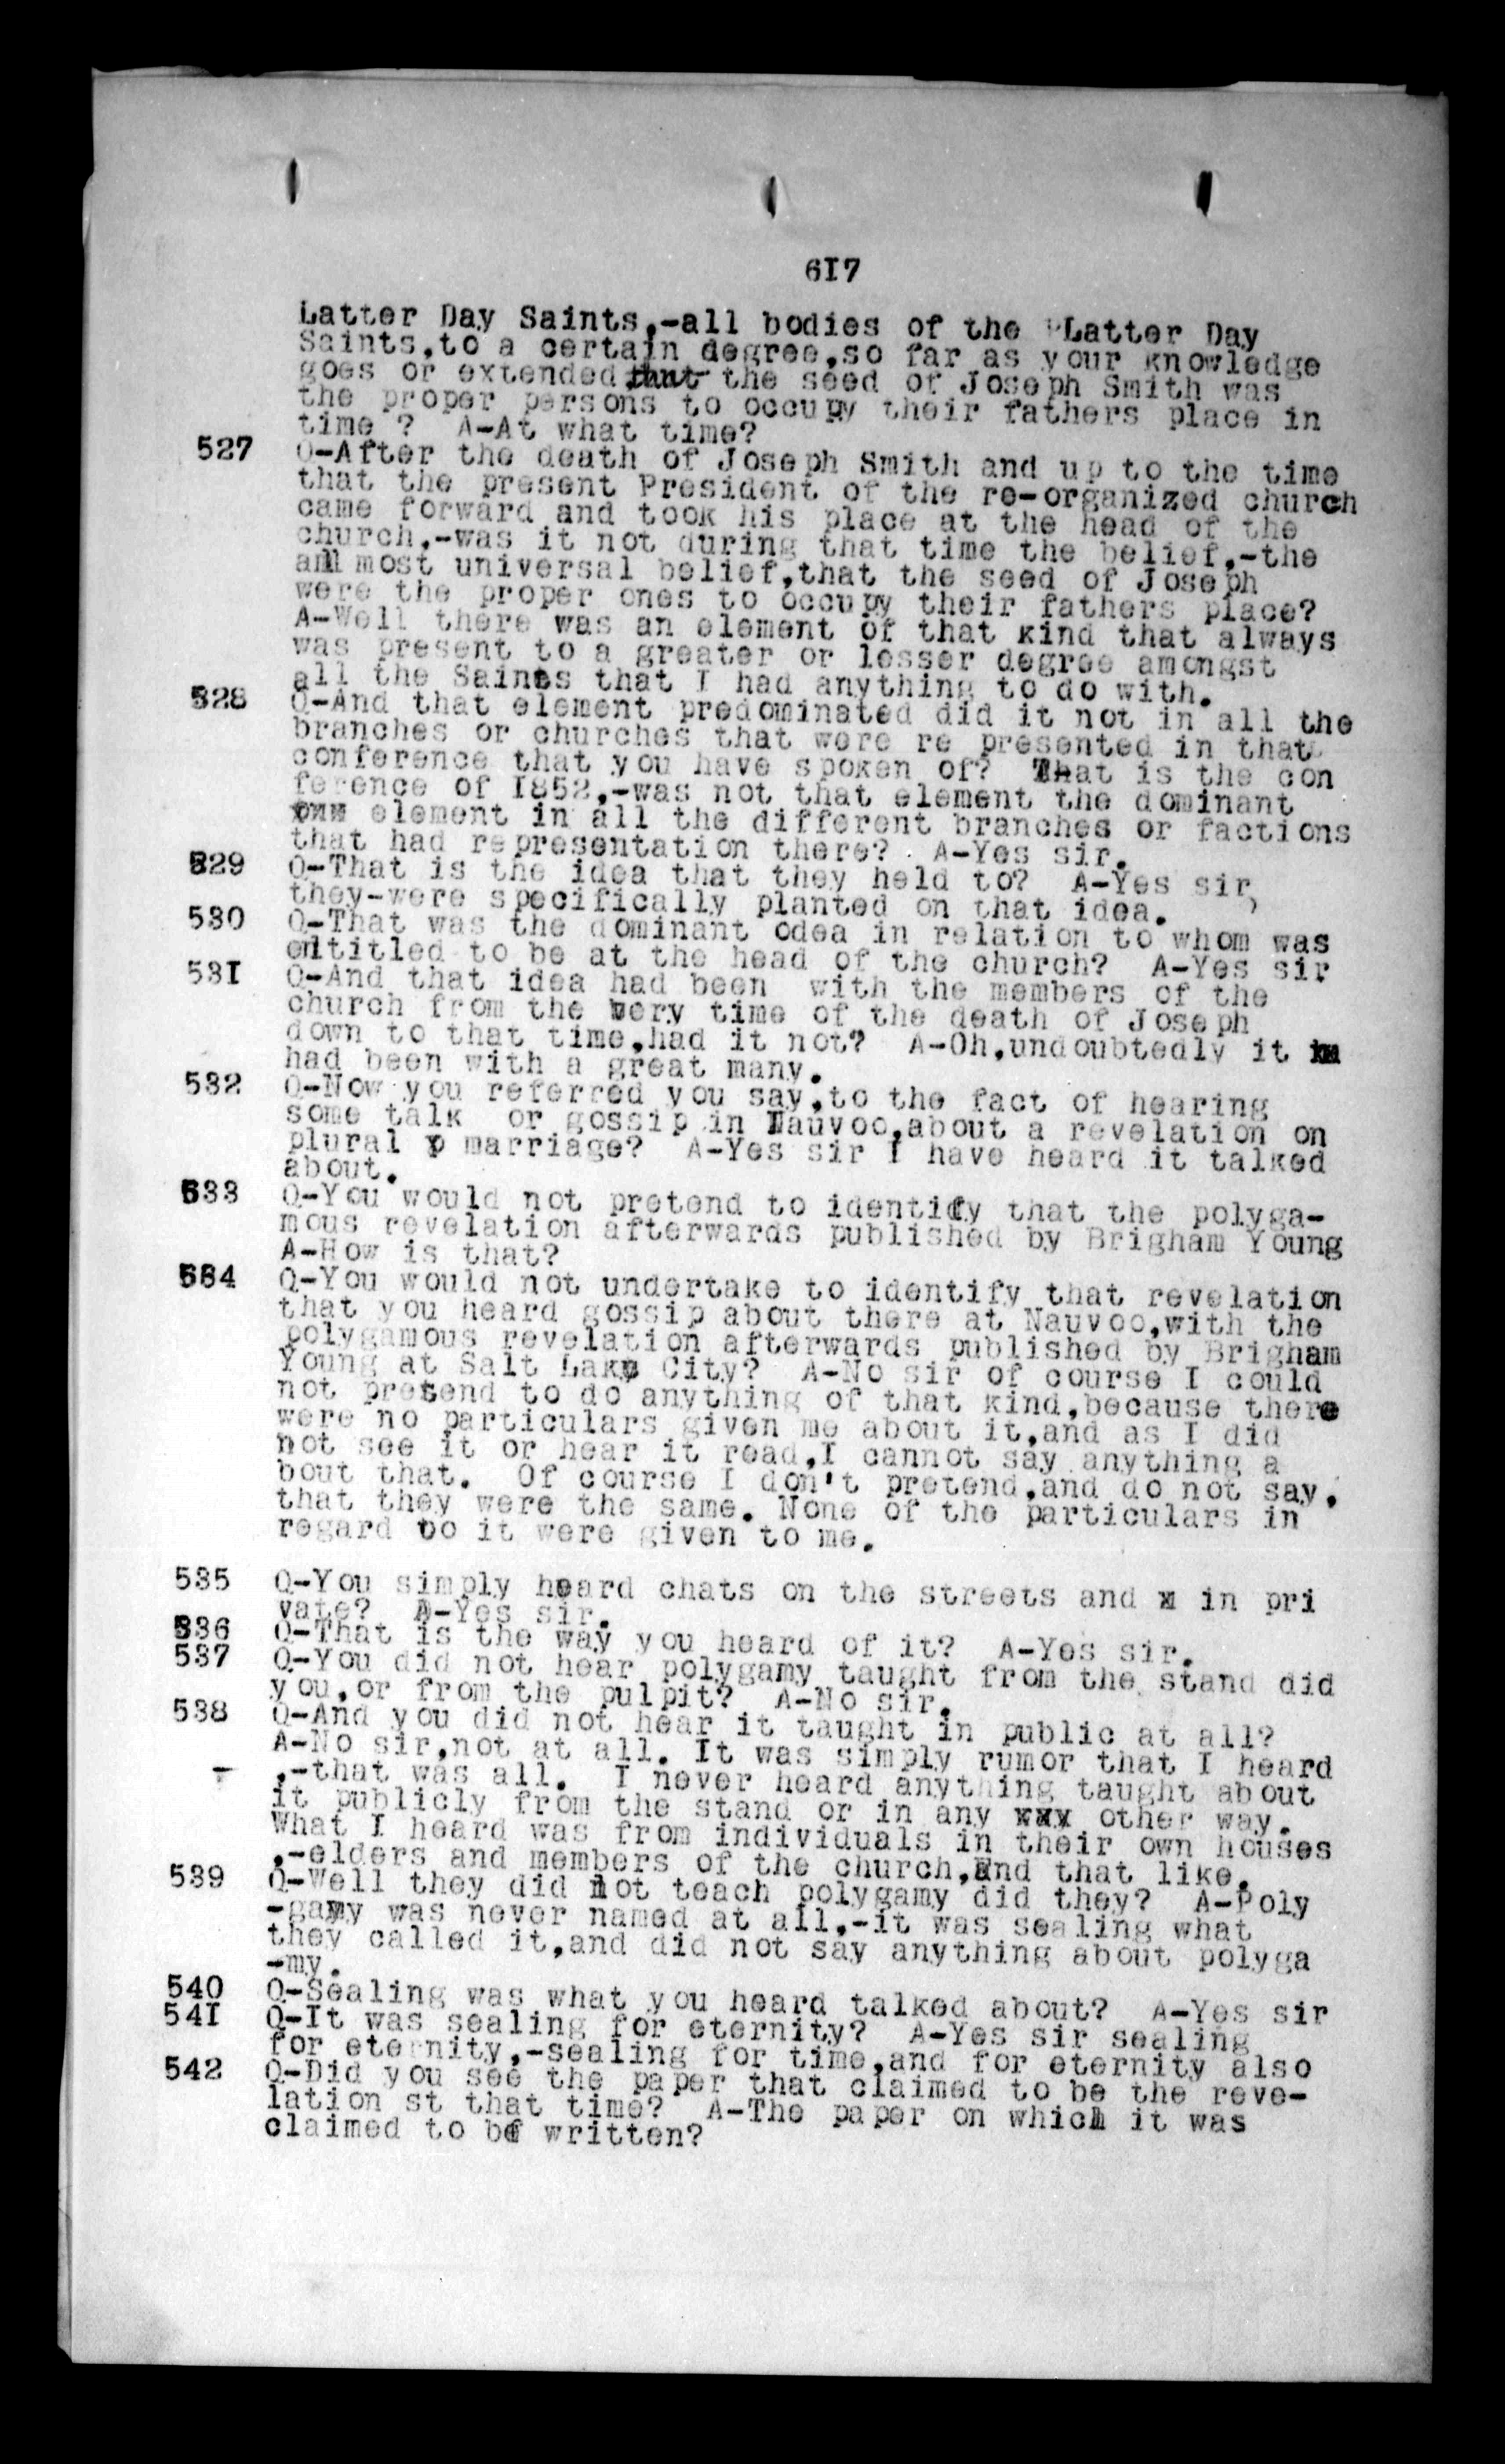 6I7
Latter Day Saints,-all bodies of the Latter Day
Saints,to a certain degree,so far as your knowledge
goes or extended that the seed of Joseph Smith was
the proper persons to occupy their fathers place in
time ?  A-At what time?
527 Q-After the death of Joseph Smith and up to the time
that the present President of the re-organized church
came forward and took his place at the head of the
church,-was it not during that time the belief,-the
all most universal belief,that the seed of Joseph
were the proper ones to occupy their fathers place?
A-Well there was an element of that kind that always
was present to a greater or lesser degree amongst
all the Saints that I had anything to do with.
528 Q-And that element predominated did it not in all the
branches or churches that were re presented in that
conference that you have spoken of?  That is the con
ference of I852,-was not that element the dominant
element in all the different branches or factions
that had representation there?  A-Yes sir.
529 Q-That is the idea that they held to?  A-Yes sir,
they-were specifically planted on that idea.
530 Q-That was the dominant odea in relation to whom was
entitled to be at the head of the church?  A-Yes sir
53I Q-And that idea had been  with the members of the
church from the very time of the death of Joseph
down to that time,had it not?  A-Oh,undoubtedly it
had been with a great many.
532 Q-Now you referred you say,to the fact of hearing
some talk  or gossip in Nauvoo,about a revelation on
plural marriage?  A-Yes sir I have heard it talked
about.
533 Q-You would not pretend to identify that the polyga-
mous revelation afterwards published by Brigham Young
A-How is that?
534 Q-You would not undertake to identify that revelation
that you heard gossip about there at Nauvoo,with the
polygamous revelation afterwards published by Brigham
Young at Salt Lake City?  A-No sir of course I could
not pretend to do anything of that kind,because there
were no particulars given me about it,and as I did
not see it or hear it read,I cannot say anything a
bout that.  Of course I don't pretend,and do not say,
that they were the same. None of the particulars in
regard to it were given to me.
535 Q-You simply heard chats on the streets and x in pri
vate?  A-Yes sir.
536 Q-That is the way you heard of it?  A-Yes sir.
537 Q-You did not hear polygamy taught from the stand did
you,or from the pulpit?  A-No sir.
538 Q-And you did not hear it taught in public at all?
A-No sir,not at all. It was simply rumor that I heard
,-that was all.  I never heard anything taught about
it publicly from the stand or in any xxx other way.
What I heard was from individuals in their own houses
,-elders and members of the church,and that like.
539 Q-Well they did not teach polygamy did they?  A-Poly
-gamy was never named at all,-it was sealing what
they called it,and did not say anything about polyga
-my.
540 Q-Sealing was what you heard talked about?  A-Yes sir
54I Q-It was sealing for eternity?  A-Yes sir sealing
for eternity,-sealing for time,and for eternity also
542 Q-Did you see the paper that claimed to be the reve-
lation st that time?  A-The paper on which it was
claimed to be written?